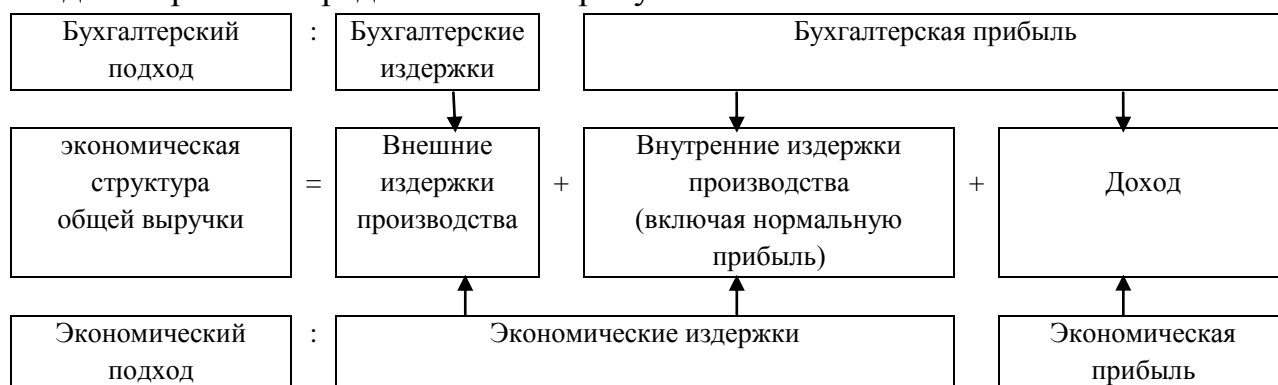 Бухгалтерский подход
:
Бухгалтерские издержки
Бухгалтерская прибыль
экономическая структура общей выручки
=
Внешние издержки производства
+
Внутренние издержки производства (включая нормальную прибыль)
+
Доход
Экономический подход
:
Экономические издержки
Экономическая прибыль